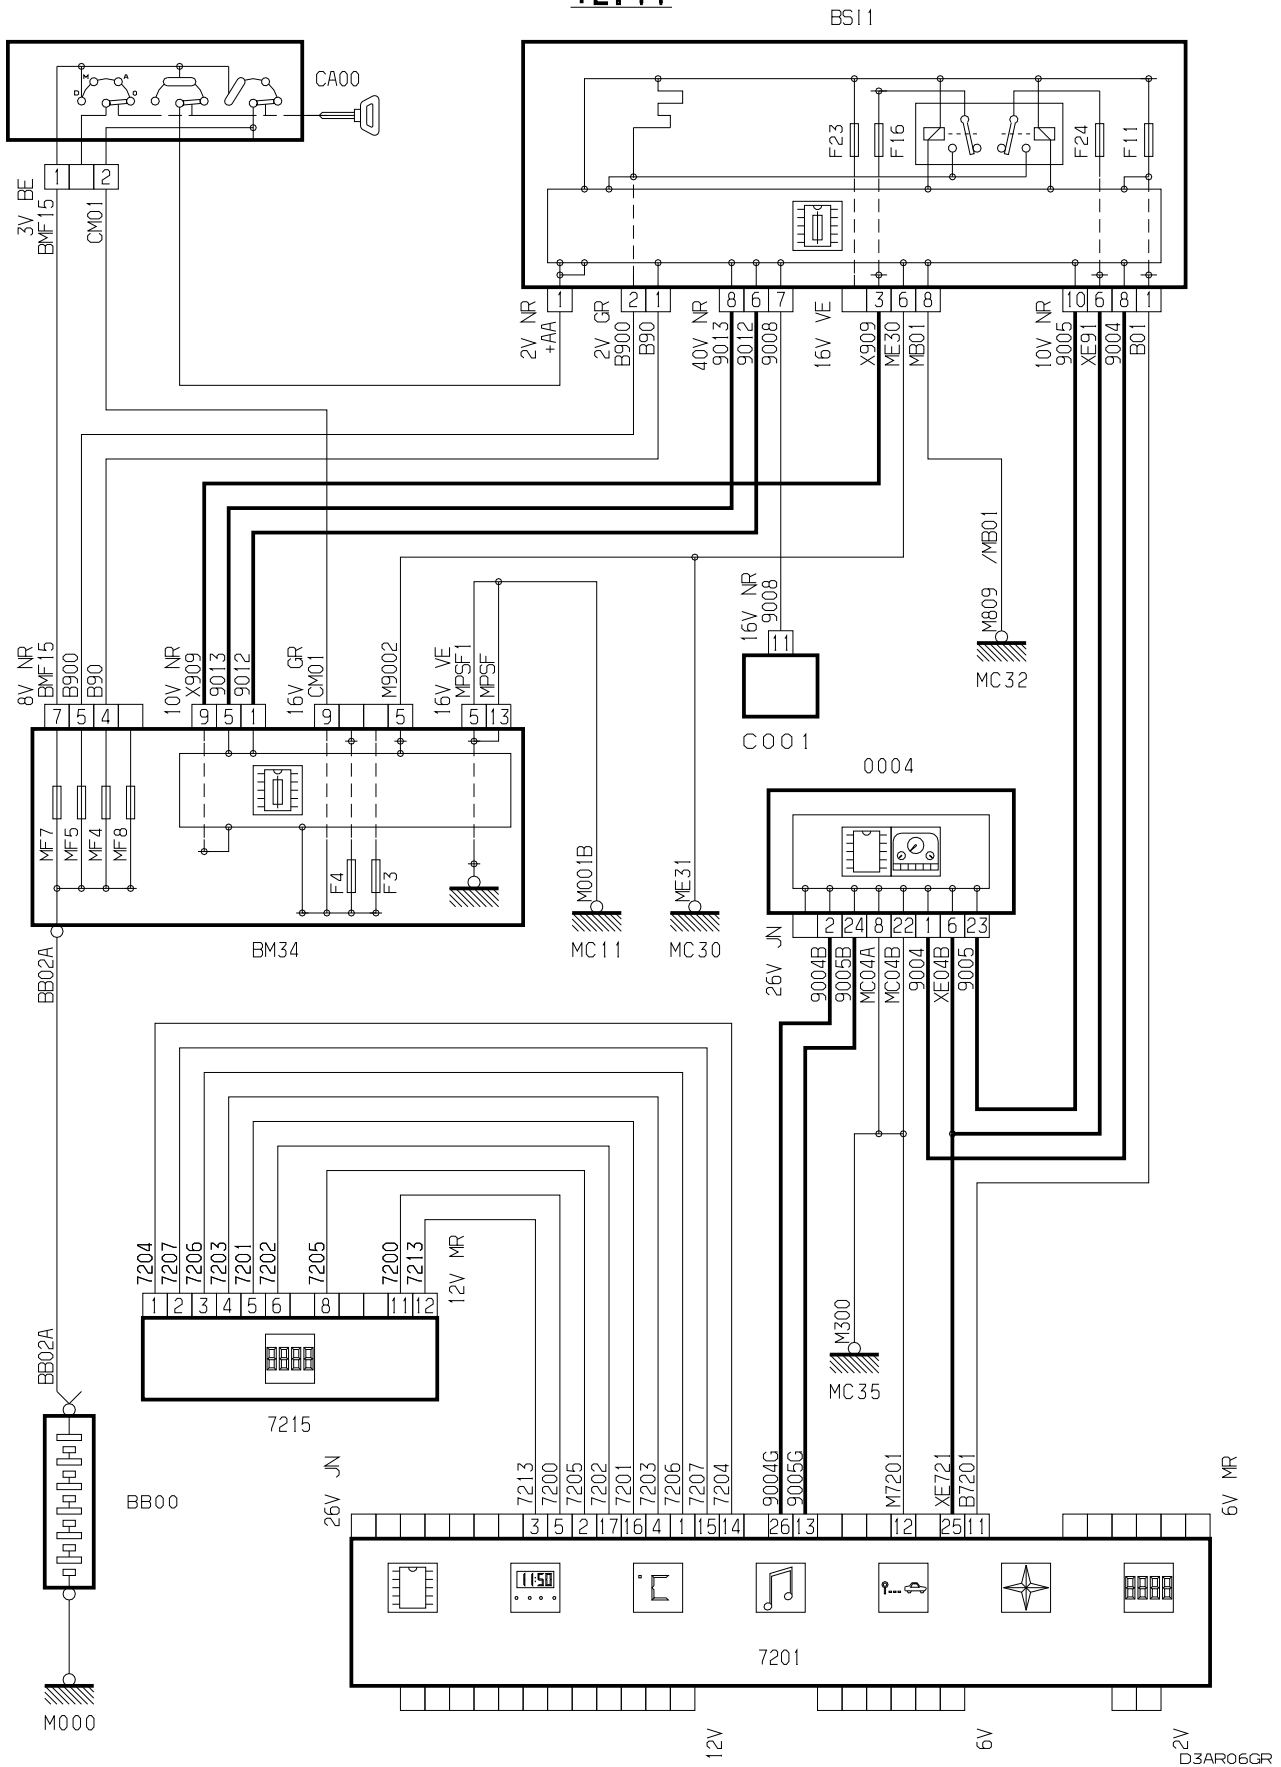 BSI1
CA00
M A
D O
F23
F16
F24
F11
1 2
3V BE
BMF15
CM01
1
2 1
8 6 7
3 6 8
10 6 8 1
2V NR
+AA
2V GR
B900
B90
40V NR
9013
9012
9008
16V VE
X909
ME30
MB01
10V NR
9005
XE91
9004
B01
M809 /MB01
MC32
16V NR
9008
11
C001
8V NR
BMF15
B900
B90
10V NR
X909
9013
9012
16V GR
CM01
M9002
16V VE
MPSF1
MPSF
7 5 4
9 5 1
9 5
5 13
MF7
MF5
MF4
MF8
F4
F3
BM34
M001B
MC11
ME31
MC30
0004
2 24 8 22 1 6 23
26V JN
9004B
9005B
MC04A
MC04B
9004
XE04B
9005
BB02A
7204
7207
7206
7203
7201
7202
7205
7200
7213
12V MR
1 2 3 4 5 6 8 11 12
7215
BB02A
M300
MC35
BB00
M000
26V JN
7213
7200
7205
7202
7201
7203
7206
7207
7204
9004G
9005G
M7201
XE721
B7201
6V MR
3 5 2 17 16 4 1 15 14 26 13 12 25 11
11:50
°C
7201
12V
6V
2V
D3AR06GR